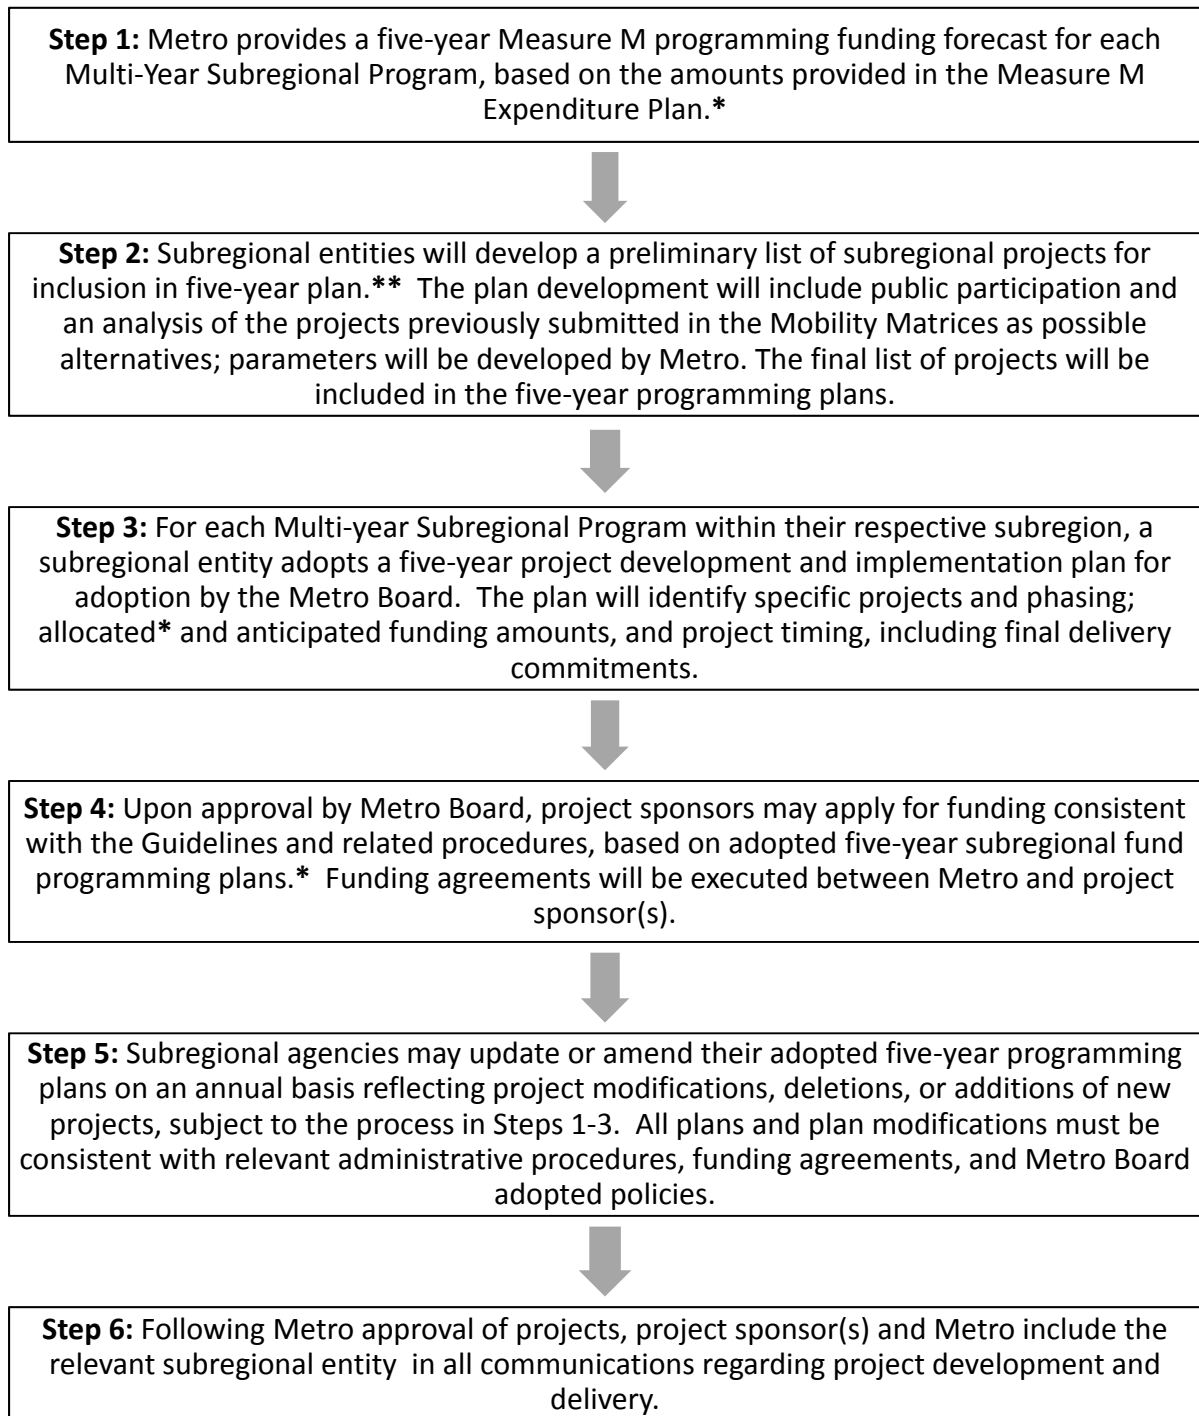 Step 1: Metro provides a five-year Measure M programming funding forecast for each
Multi-Year Subregional Program, based on the amounts provided in the Measure M
Expenditure Plan.*
Step 2: Subregional entities will develop a preliminary list of subregional projects for
inclusion in five-year plan.** The plan development will include public participation and
an analysis of the projects previously submitted in the Mobility Matrices as possible
alternatives; parameters will be developed by Metro. The final list of projects will be
included in the five-year programming plans.
Step 3: For each Multi-year Subregional Program within their respective subregion, a
subregional entity adopts a five-year project development and implementation plan for
adoption by the Metro Board. The plan will identify specific projects and phasing;
allocated* and anticipated funding amounts, and project timing, including final delivery
commitments.
Step 4: Upon approval by Metro Board, project sponsors may apply for funding consistent
with the Guidelines and related procedures, based on adopted five-year subregional fund
programming plans.* Funding agreements will be executed between Metro and project
sponsor(s).
Step 5: Subregional agencies may update or amend their adopted five-year programming
plans on an annual basis reflecting project modifications, deletions, or additions of new
projects, subject to the process in Steps 1-3. All plans and plan modifications must be
consistent with relevant administrative procedures, funding agreements, and Metro Board
adopted policies.
Step 6: Following Metro approval of projects, project sponsor(s) and Metro include the
relevant subregional entity in all communications regarding project development and
delivery.